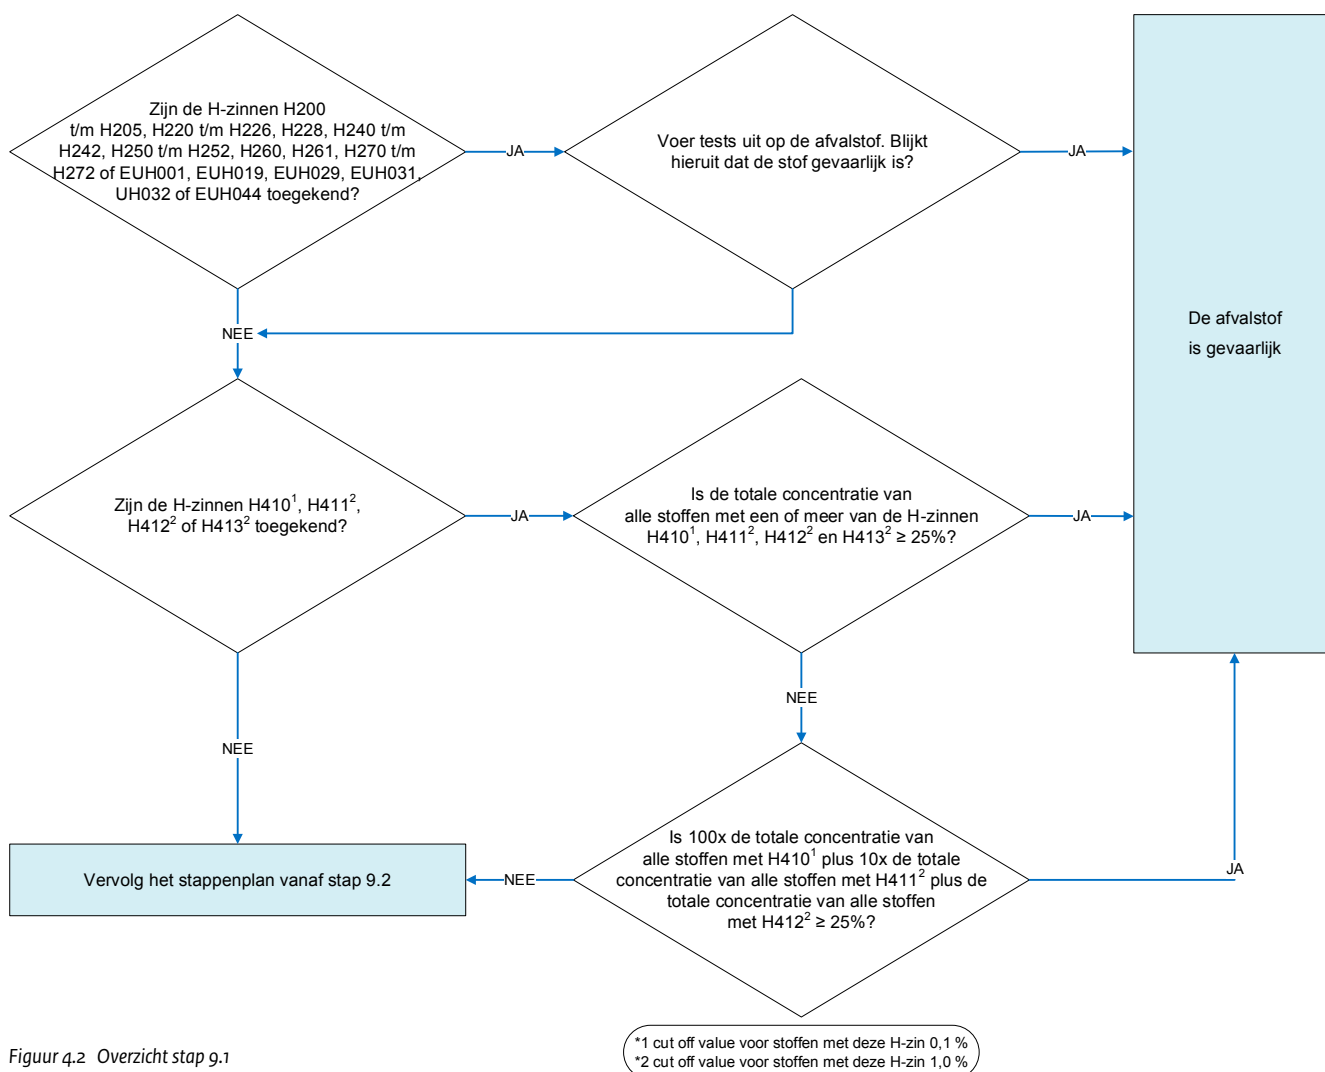 Zijn de H-zinnen H200
t/m H205, H220 t/m H226, H228, H240 t/m
H242, H250 t/m H252, H260, H261, H270 t/m
H272 of EUH001, EUH019, EUH029, EUH031,
UH032 of EUH044 toegekend?
JA
Voer tests uit op de afvalstof. Blijkt
hieruit dat de stof gevaarlijk is?
JA
De afvalstof
is gevaarlijk
NEE
Zijn de H-zinnen H410¹, H411²,
H412² of H413² toegekend?
JA
Is de totale concentratie van
alle stoffen met een of meer van de H-zinnen
H410¹, H411², H412² en H413² ≥ 25%?
JA
NEE
NEE
Is 100x de totale concentratie van
alle stoffen met H410¹ plus 10x de totale
concentratie van alle stoffen met H411² plus de
totale concentratie van alle stoffen
met H412² ≥ 25%?
JA
NEE
Vervolg het stappenplan vanaf stap 9.2
*1 cut off value voor stoffen met deze H-zin 0,1 %
*2 cut off value voor stoffen met deze H-zin 1,0 %
Figuur 4.2 Overzicht stap 9.1